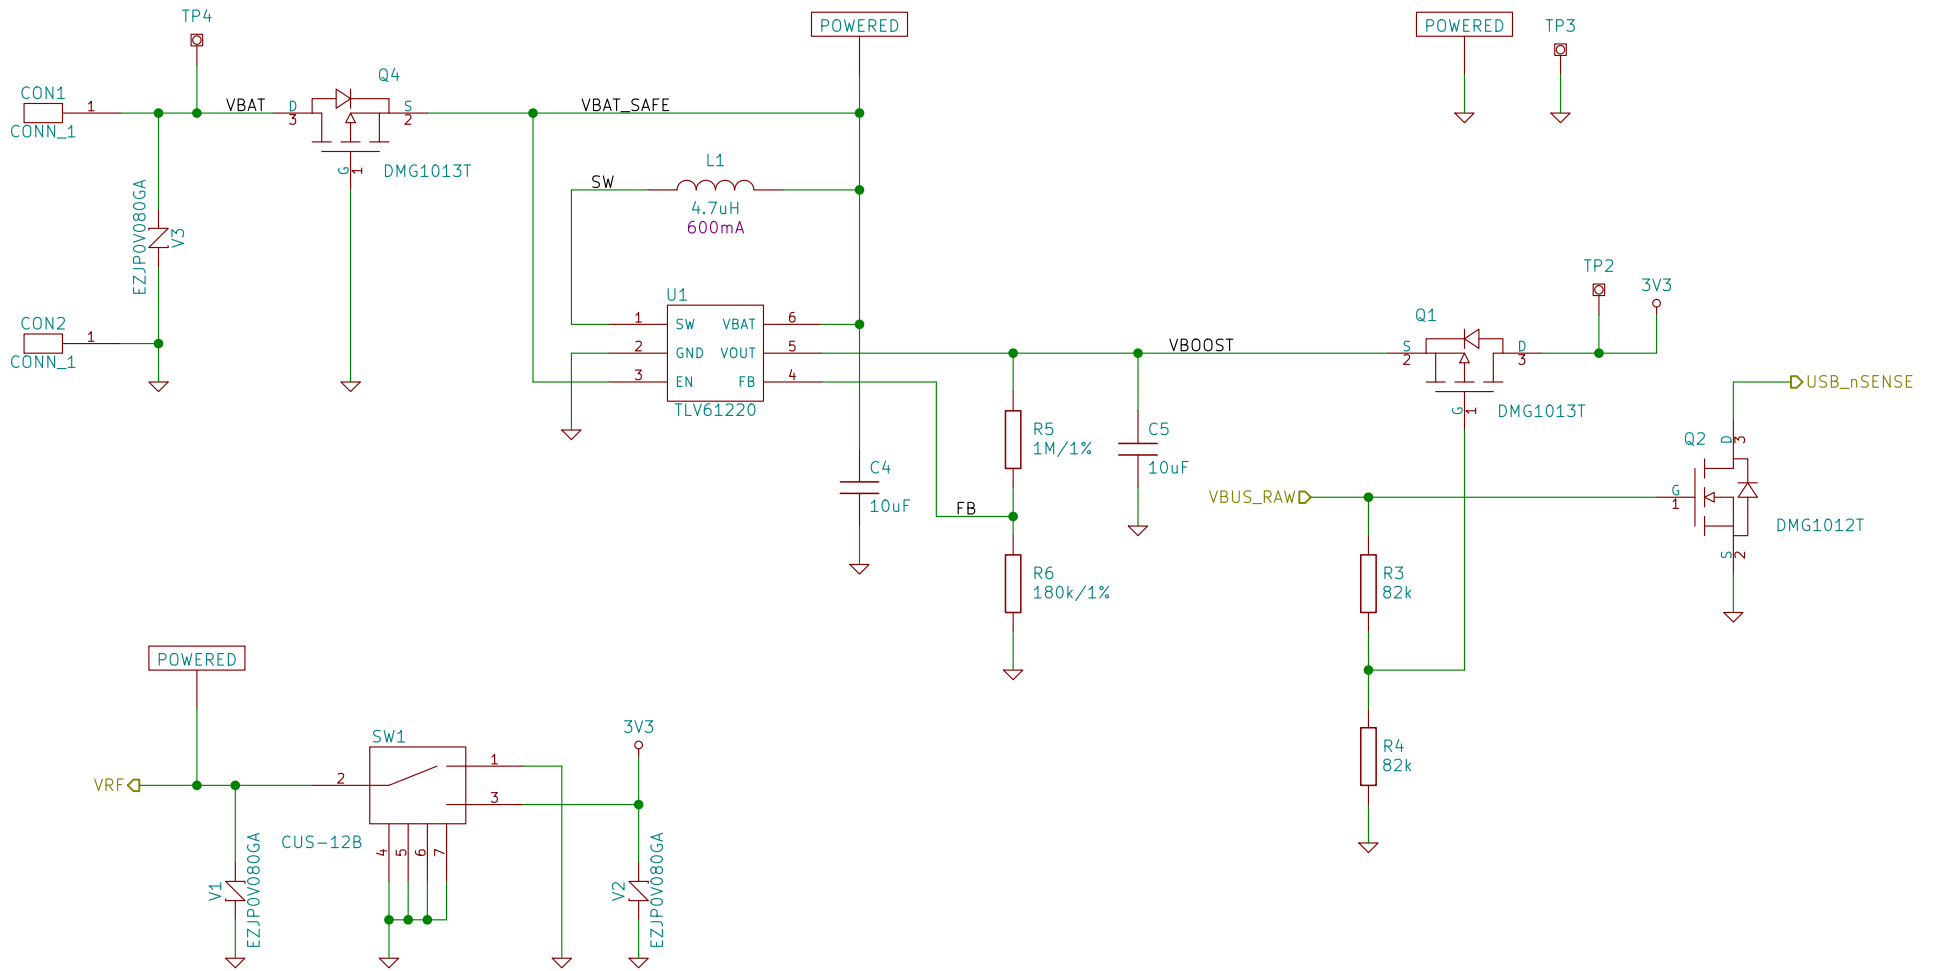 TP4
POWERED
POWERED
TP3
Q4
CON1
1
CONN_1
VBAT
D
3
S
2
G
1
DMG1013T
VBAT_SAFE
L1
SW
4.7uH
600mA
EZJP0V080GA
V3
CON2
1
CONN_1
U1
1
SW
VBAT
6
2
GND
VOUT
5
3
EN
FB
4
TLV61220
VBOOST
TP2
3V3
Q1
S
2
D
3
G
1
DMG1013T
USB_nSENSE
Q2
D
3
G
1
S
2
DMG1012T
R5
1M/1%
C5
10uF
C4
10uF
FB
VBUS_RAW
R6
180k/1%
R3
82k
R4
82k
POWERED
SW1
3V3
VRF
2
1
3
CUS-12B
4
5
6
7
V1
EZJP0V080GA
V2
EZJP0V080GA